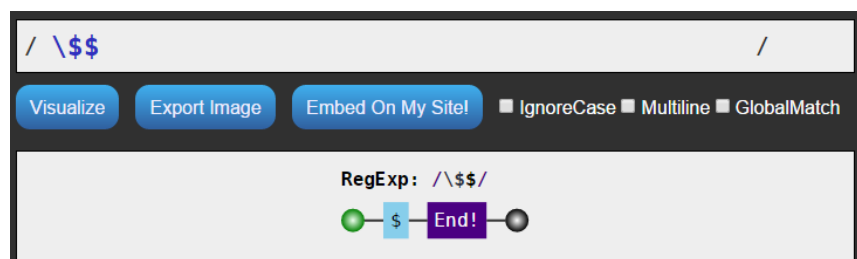 / \$$ /
Visualize Export Image Embed On My Site! IgnoreCase Multiline GlobalMatch
RegExp: /\$$/
$ End!